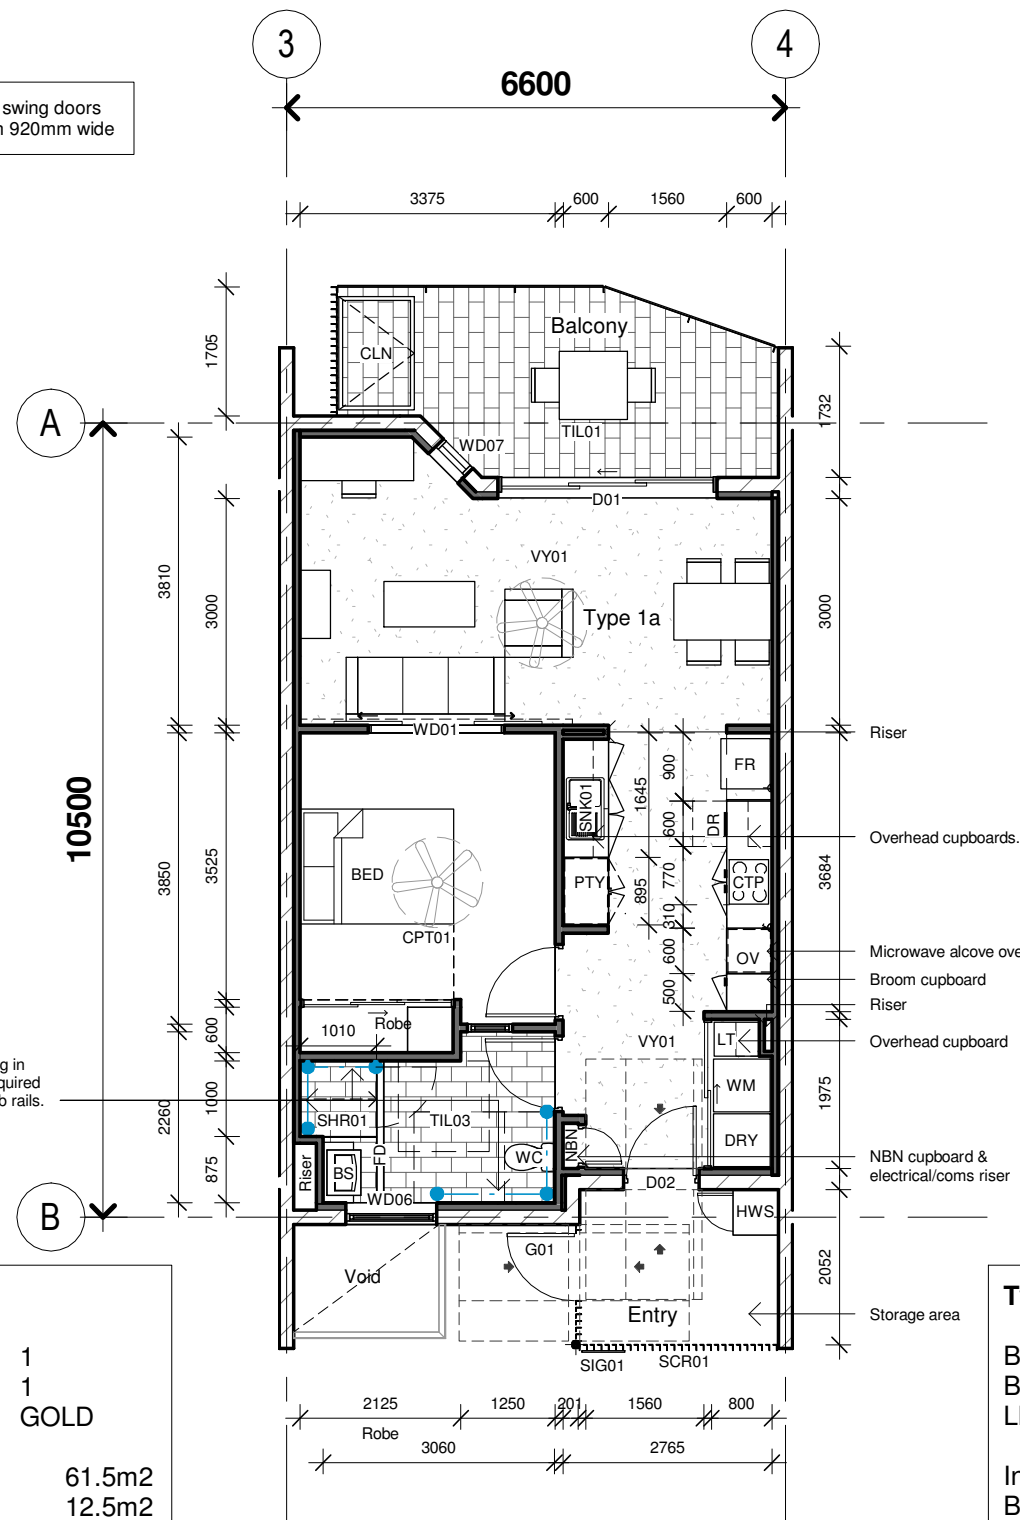 3
4
6600
swing doors
920mm wide
3375
600
1560
600
Balcony
CLN
1705
1732
TIL01
A
WD07
D01
VY01
3810
3000
Type 1a
3000
WD01
Riser
10500
FR
900
1645
SNK01
600
DR
Overhead cupboards.
3850
3525
BED
PTY
895
770
CTP
3684
CPT01
310
OV
600
Microwave alcove ove
Broom cupboard
500
Riser
1010
Robe
600
VY01
LT
Overhead cupboard
g in
quired
b rails.
2260
1000
SHR01
TIL03
WM
1975
FD
NBN
DRY
WC
BS
Riser
875
NBN cupboard &
electrical/coms riser
WD06
D02
B
HWS
G01
Void
2052
Entry
Storage area
SIG01
SCR01
1
1
GOLD
61.5m2
12.5m2
2125
1250
201
1560
800
Robe
3060
2765
T
B
B
LI
In
B